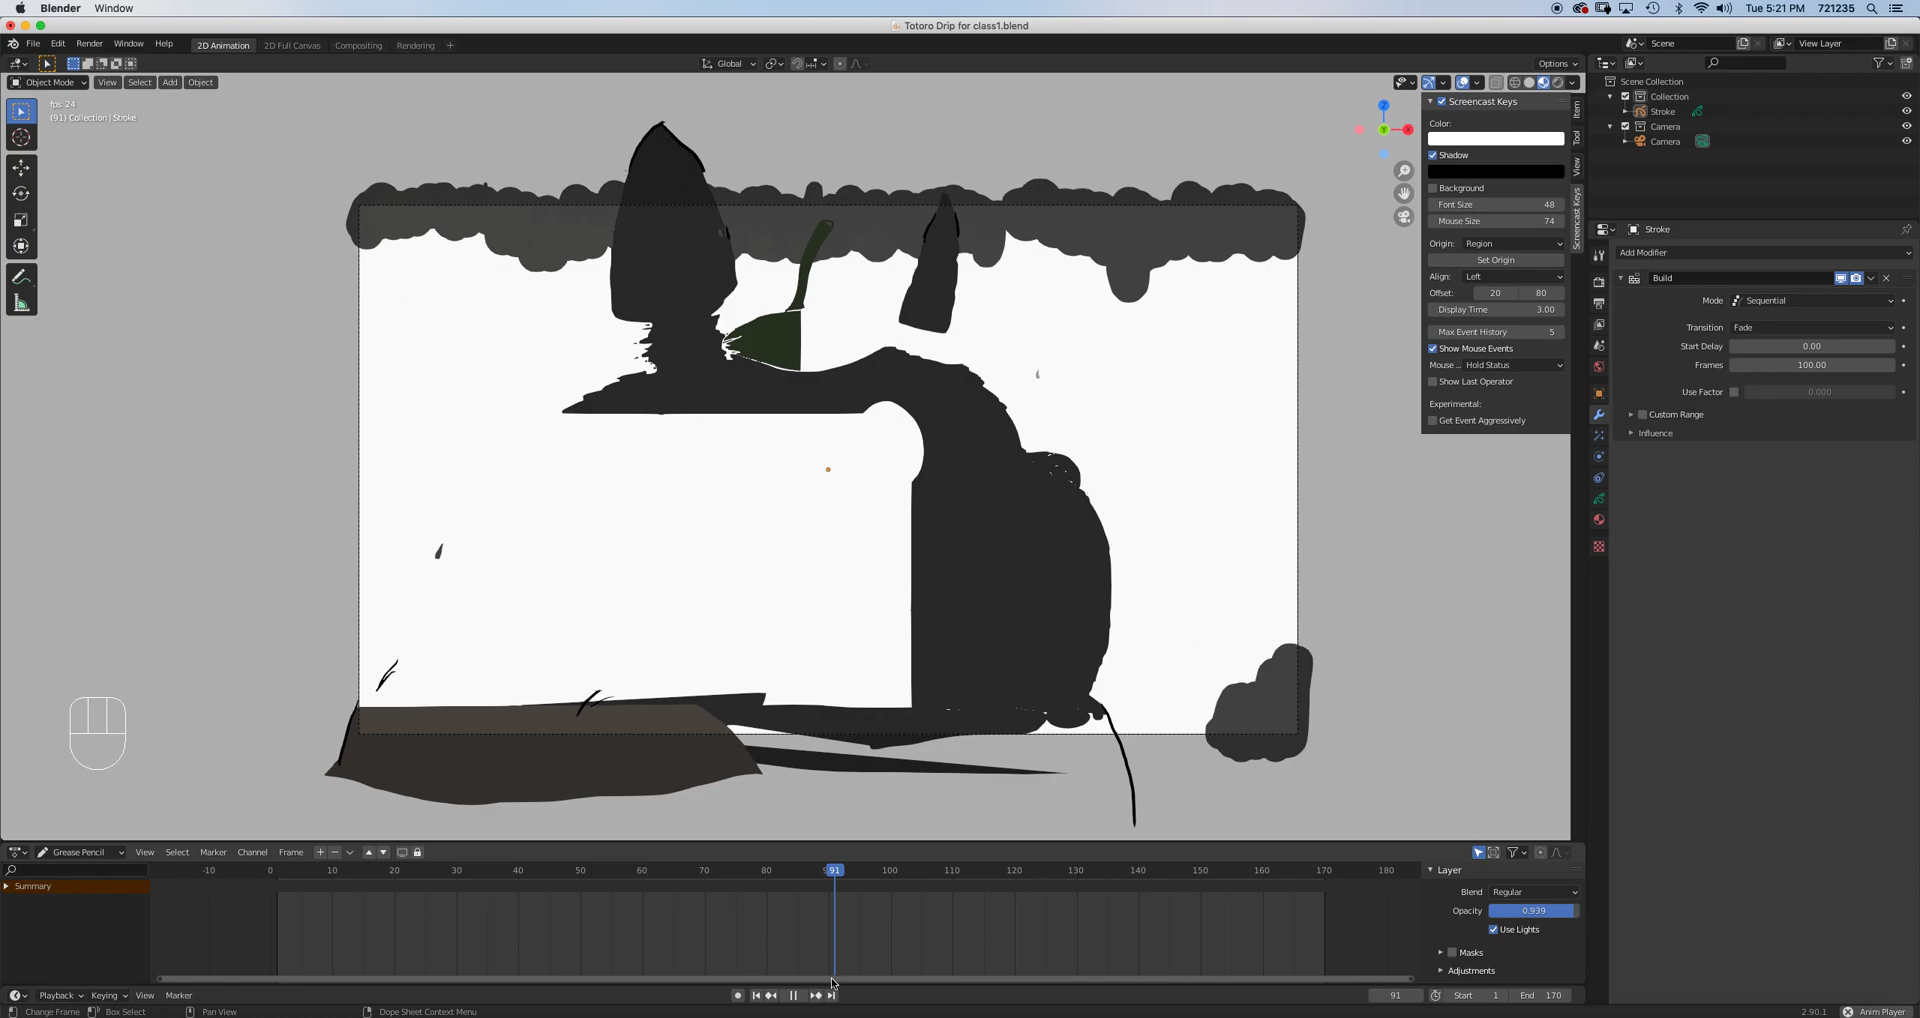 Blender Window Tue 5:21 PM 721235
Totoro Drip for class1.blend
File Edit Render Window Help 2D Animation 2D Full Canvas Compositing Rendering + Scene View Layer
Global Options
Object Mode View Select Add Object
fps: 24
(91) Collection | Stroke
Z
Y X
Screencast Keys
Color:
Shadow
Background
Font Size 48
Mouse Size 74
Origin: Region
Set Origin
Align: Left
Offset: 20 80
Display Time 3.00
Max Event History 5
Show Mouse Events
Mouse ... Hold Status
Show Last Operator
Experimental:
Get Event Aggressively
Item
Tool
View
Screencast Keys
Scene Collection
Collection
Stroke
Camera
Camera
Stroke
Add Modifier
Build
Mode Sequential
Transition Fade
Start Delay 0.00
Frames 100.00
Use Factor 0.000
Custom Range
Influence
Grease Pencil View Select Marker Channel Frame
-10 0 10 20 30 40 50 60 70 80 91 100 110 120 130 140 150 160 170 180
Summary
Layer
Blend Regular
Opacity 0.939
Use Lights
Masks
Adjustments
Playback Keying View Marker 91 Start 1 End 170
Change Frame Box Select Pan View Dope Sheet Context Menu 2.90.1 Anim Player